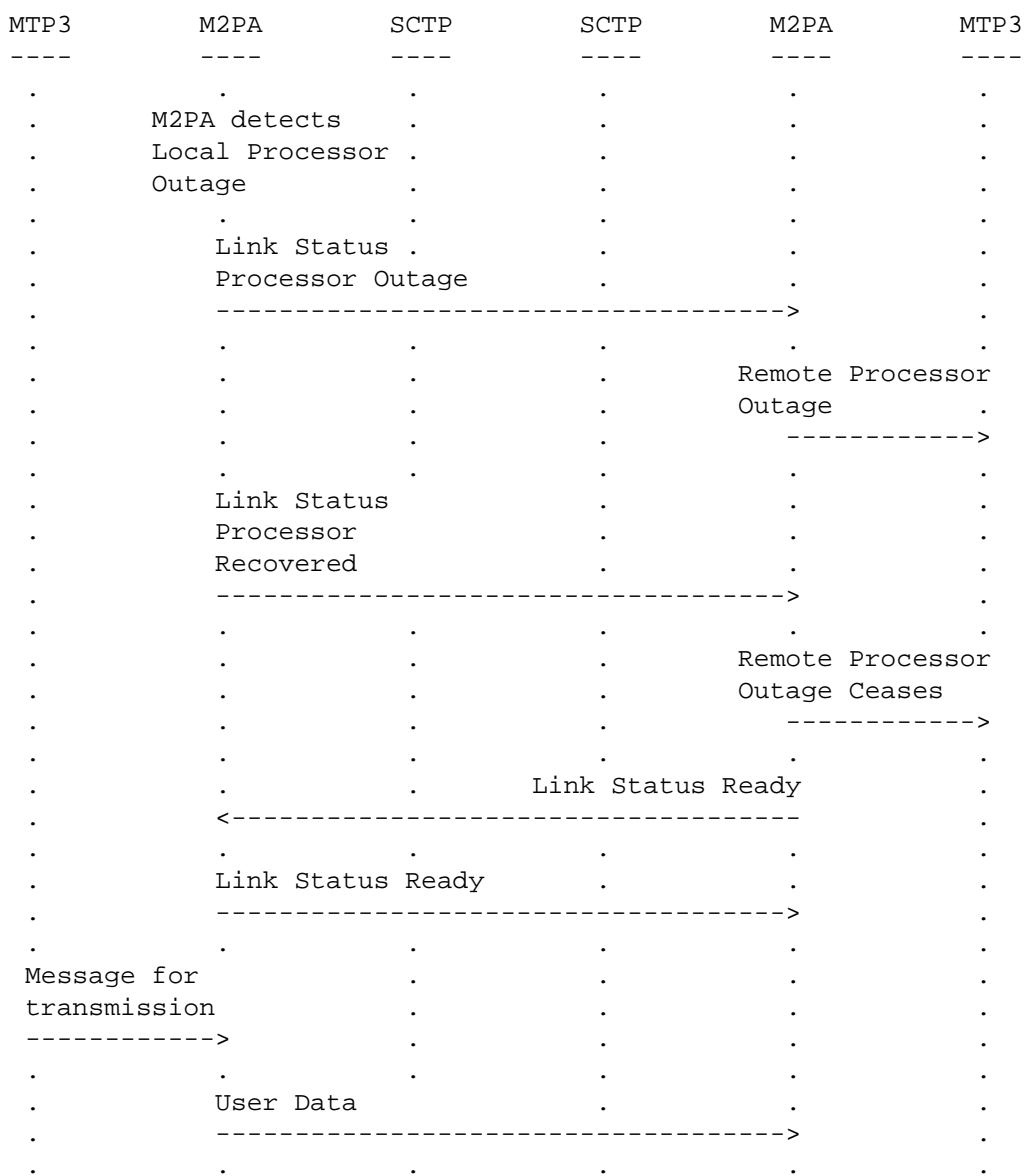 MTP3 M2PA SCTP SCTP M2PA MTP3
---- ---- ---- ---- ---- ----
. . . . . .
. M2PA detects . . . .
. Local Processor . . . .
. Outage . . . .
. . . . . .
. Link Status . . . .
. Processor Outage . . .
. ------------------------------------> .
. . . . . .
. . . . Remote Processor
. . . . Outage .
. . . . ------------>
. . . . . .
. Link Status . . .
. Processor . . .
. Recovered . . .
. ------------------------------------> .
. . . . . .
. . . . Remote Processor
. . . . Outage Ceases
. . . . ------------>
. . . . . .
. . . Link Status Ready .
. <------------------------------------ .
. . . . . .
. Link Status Ready . . .
. ------------------------------------> .
. . . . . .
Message for . . . .
transmission . . . .
------------> . . . .
. . . . . .
. User Data . . .
. ------------------------------------> .
. . . . . .